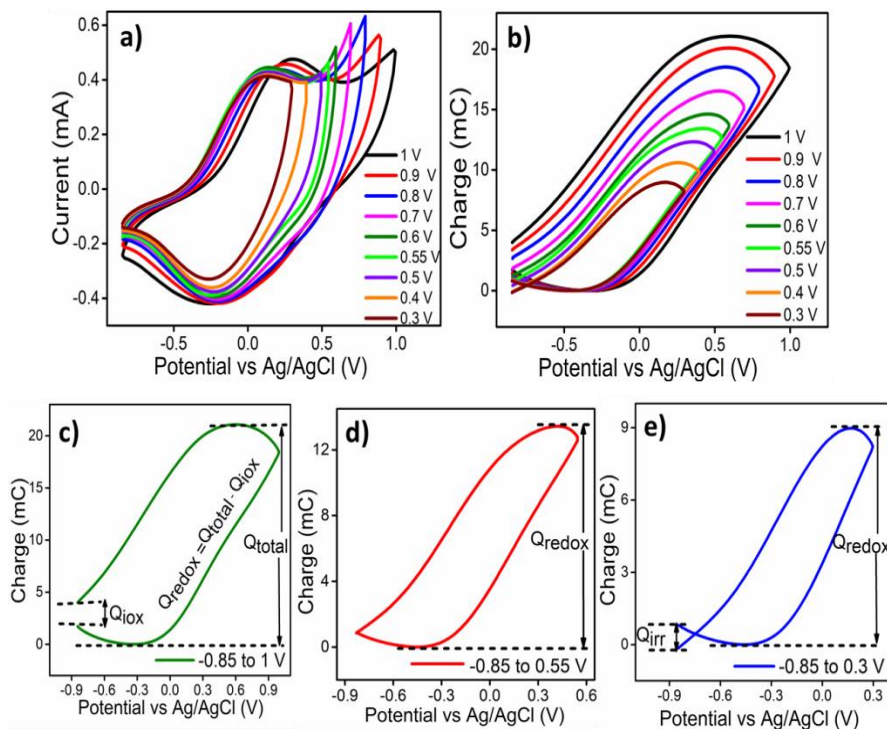 a)
0.6
0.4
0.2
0.0
-0.2
-0.4
Current (mA)
1 V
0.9 V
0.8 V
0.7 V
0.6 V
0.55 V
0.5 V
0.4 V
0.3 V
-0.5 0.0 0.5 1.0
Potential vs Ag/AgCl (V)
b)
20
15
10
5
0
Charge (mC)
1 V
0.9 V
0.8 V
0.7 V
0.6 V
0.55 V
0.5 V
0.4 V
0.3 V
-0.5 0.0 0.5 1.0
Potential vs Ag/AgCl (V)
c)
20
15
10
5
0
Charge (mC)
Qredox = Qtotal - Qiox
Qtotal
Qiox
-0.85 to 1 V
-0.9 -0.6 -0.3 0.0 0.3 0.6 0.9
Potential vs Ag/AgCl (V)
d)
12
8
4
0
Charge (mC)
Qredox
-0.85 to 0.55 V
-0.9 -0.6 -0.3 0.0 0.3 0.6
Potential vs Ag/AgCl (V)
e)
9
6
3
0
Charge (mC)
Qredox
Qirr
-0.85 to 0.3 V
-0.9 -0.6 -0.3 0.0 0.3
Potential vs Ag/AgCl (V)